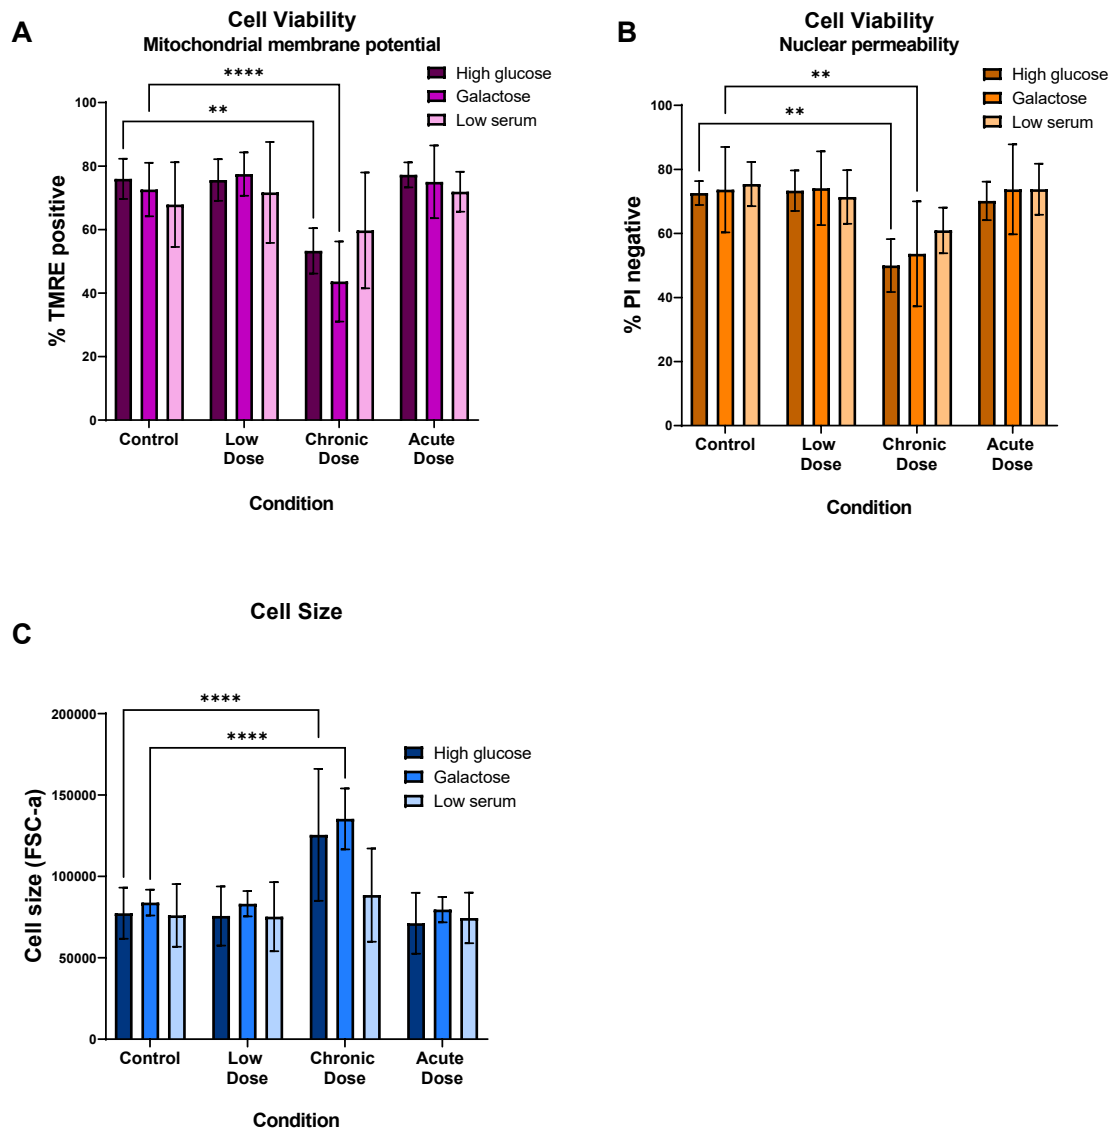 A
Cell Viability
Mitochondrial membrane potential
****
**
High glucose
Galactose
Low serum
% TMRE positive
100
80
60
40
20
0
Control
Low Dose
Chronic Dose
Acute Dose
Condition
B
Cell Viability
Nuclear permeability
**
**
High glucose
Galactose
Low serum
% PI negative
100
80
60
40
20
0
Control
Low Dose
Chronic Dose
Acute Dose
Condition
C
Cell Size
****
****
High glucose
Galactose
Low serum
Cell size (FSC-a)
200000
150000
100000
50000
0
Control
Low Dose
Chronic Dose
Acute Dose
Condition